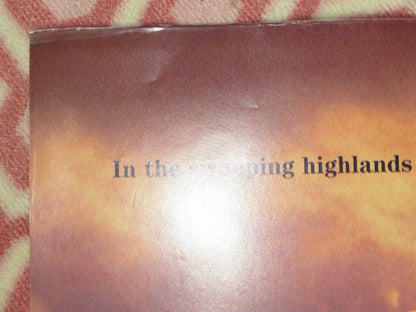 In the highlands